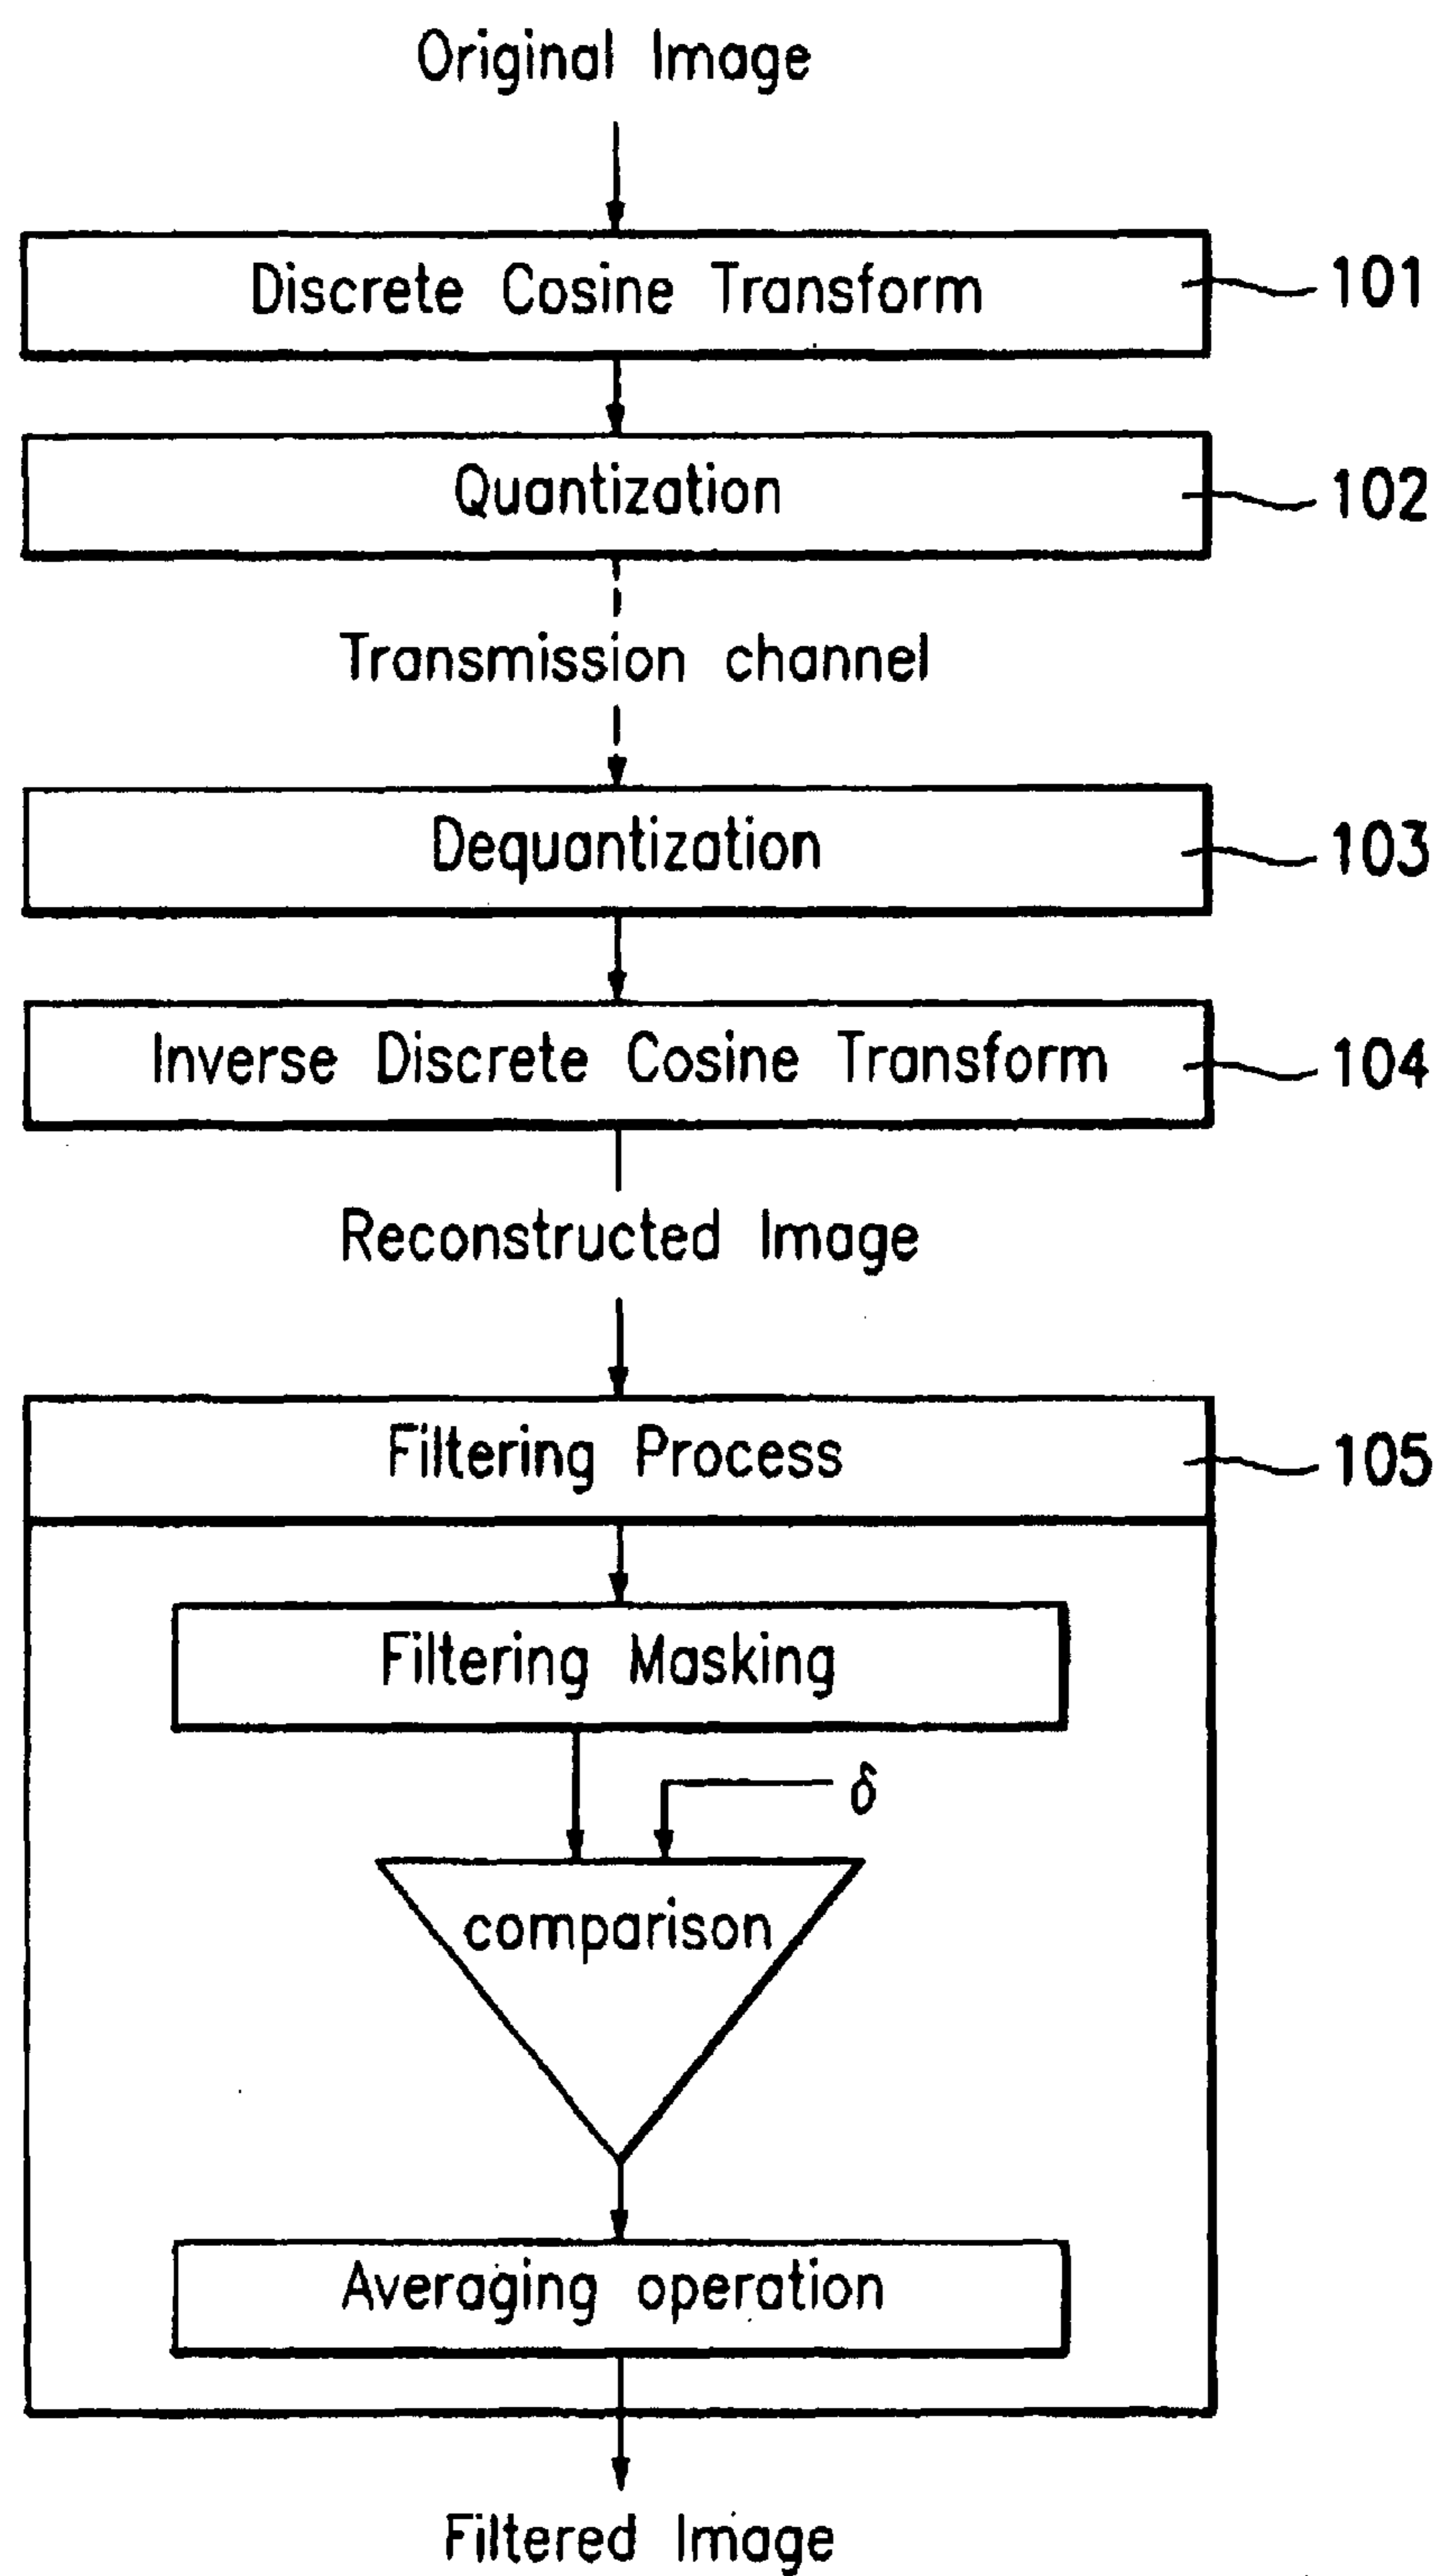 Original Image
Discrete Cosine Transform
101
Quantization
102
Transmission channel
Dequantization
103
Inverse Discrete Cosine Transform
104
Reconstructed Image
Filtering Process
105
Filtering Masking
δ
comparison
Averaging operation
Filtered Image